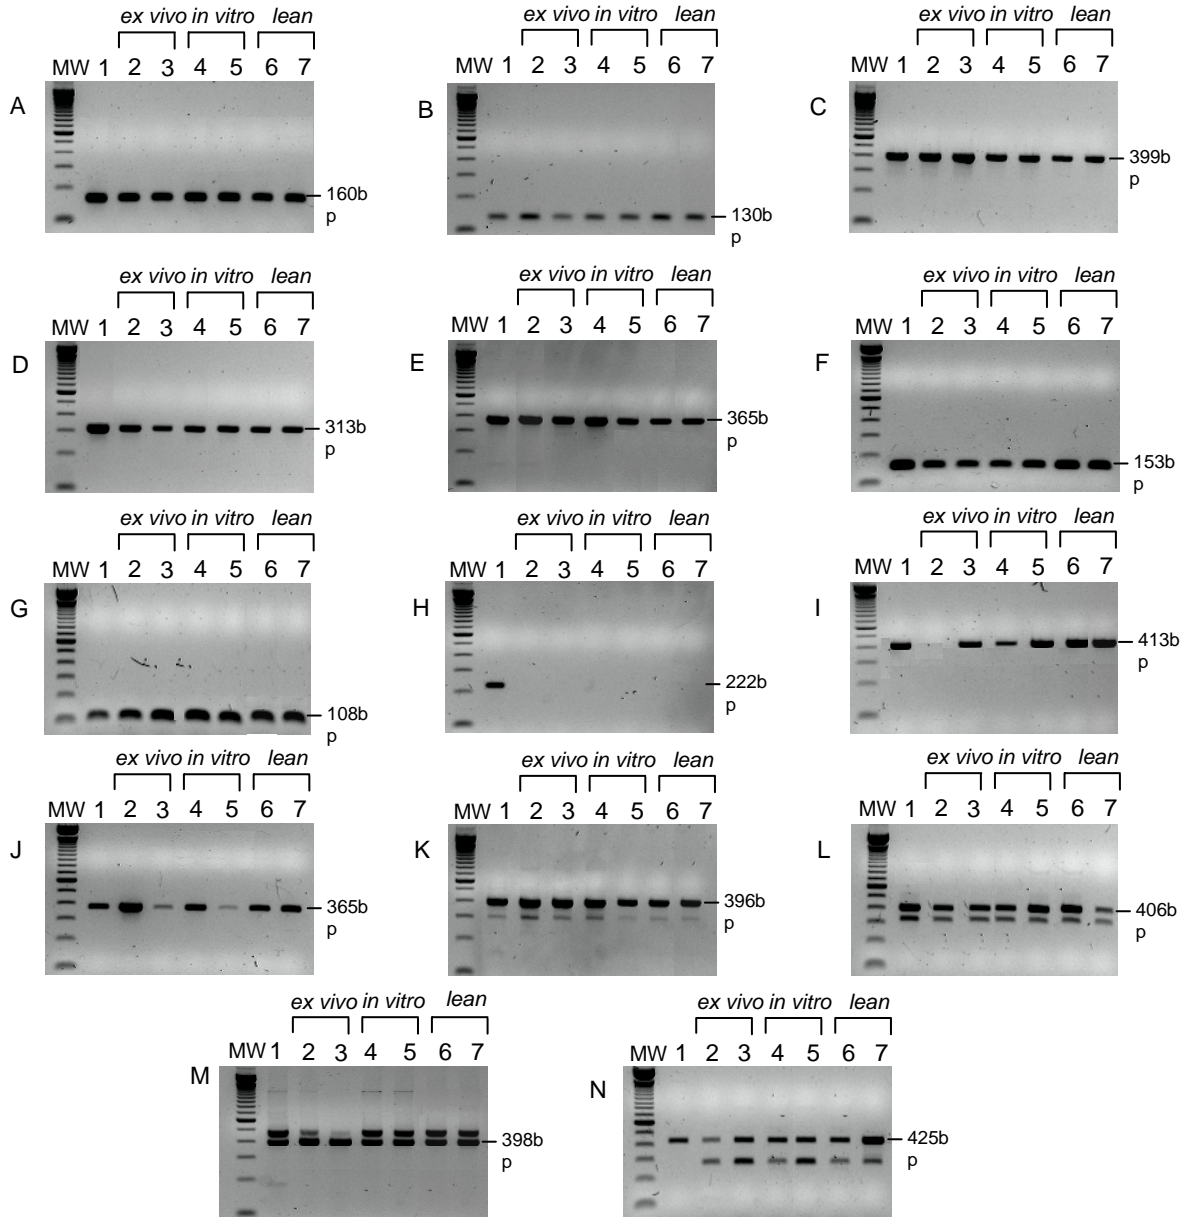 ex vivo in vitro lean
MW 1 2 3 4 5 6 7
A
160b
p
ex vivo in vitro lean
MW 1 2 3 4 5 6 7
B
130b
p
ex vivo in vitro lean
MW 1 2 3 4 5 6 7
C
399b
p
ex vivo in vitro lean
MW 1 2 3 4 5 6 7
D
313b
p
ex vivo in vitro lean
MW 1 2 3 4 5 6 7
E
365b
p
ex vivo in vitro lean
MW 1 2 3 4 5 6 7
F
153b
p
ex vivo in vitro lean
MW 1 2 3 4 5 6 7
G
108b
p
ex vivo in vitro lean
MW 1 2 3 4 5 6 7
H
222b
p
ex vivo in vitro lean
MW 1 2 3 4 5 6 7
I
413b
p
ex vivo in vitro lean
MW 1 2 3 4 5 6 7
J
365b
p
ex vivo in vitro lean
MW 1 2 3 4 5 6 7
K
396b
p
ex vivo in vitro lean
MW 1 2 3 4 5 6 7
L
406b
p
ex vivo in vitro lean
MW 1 2 3 4 5 6 7
M
398b
p
ex vivo in vitro lean
MW 1 2 3 4 5 6 7
N
425b
p